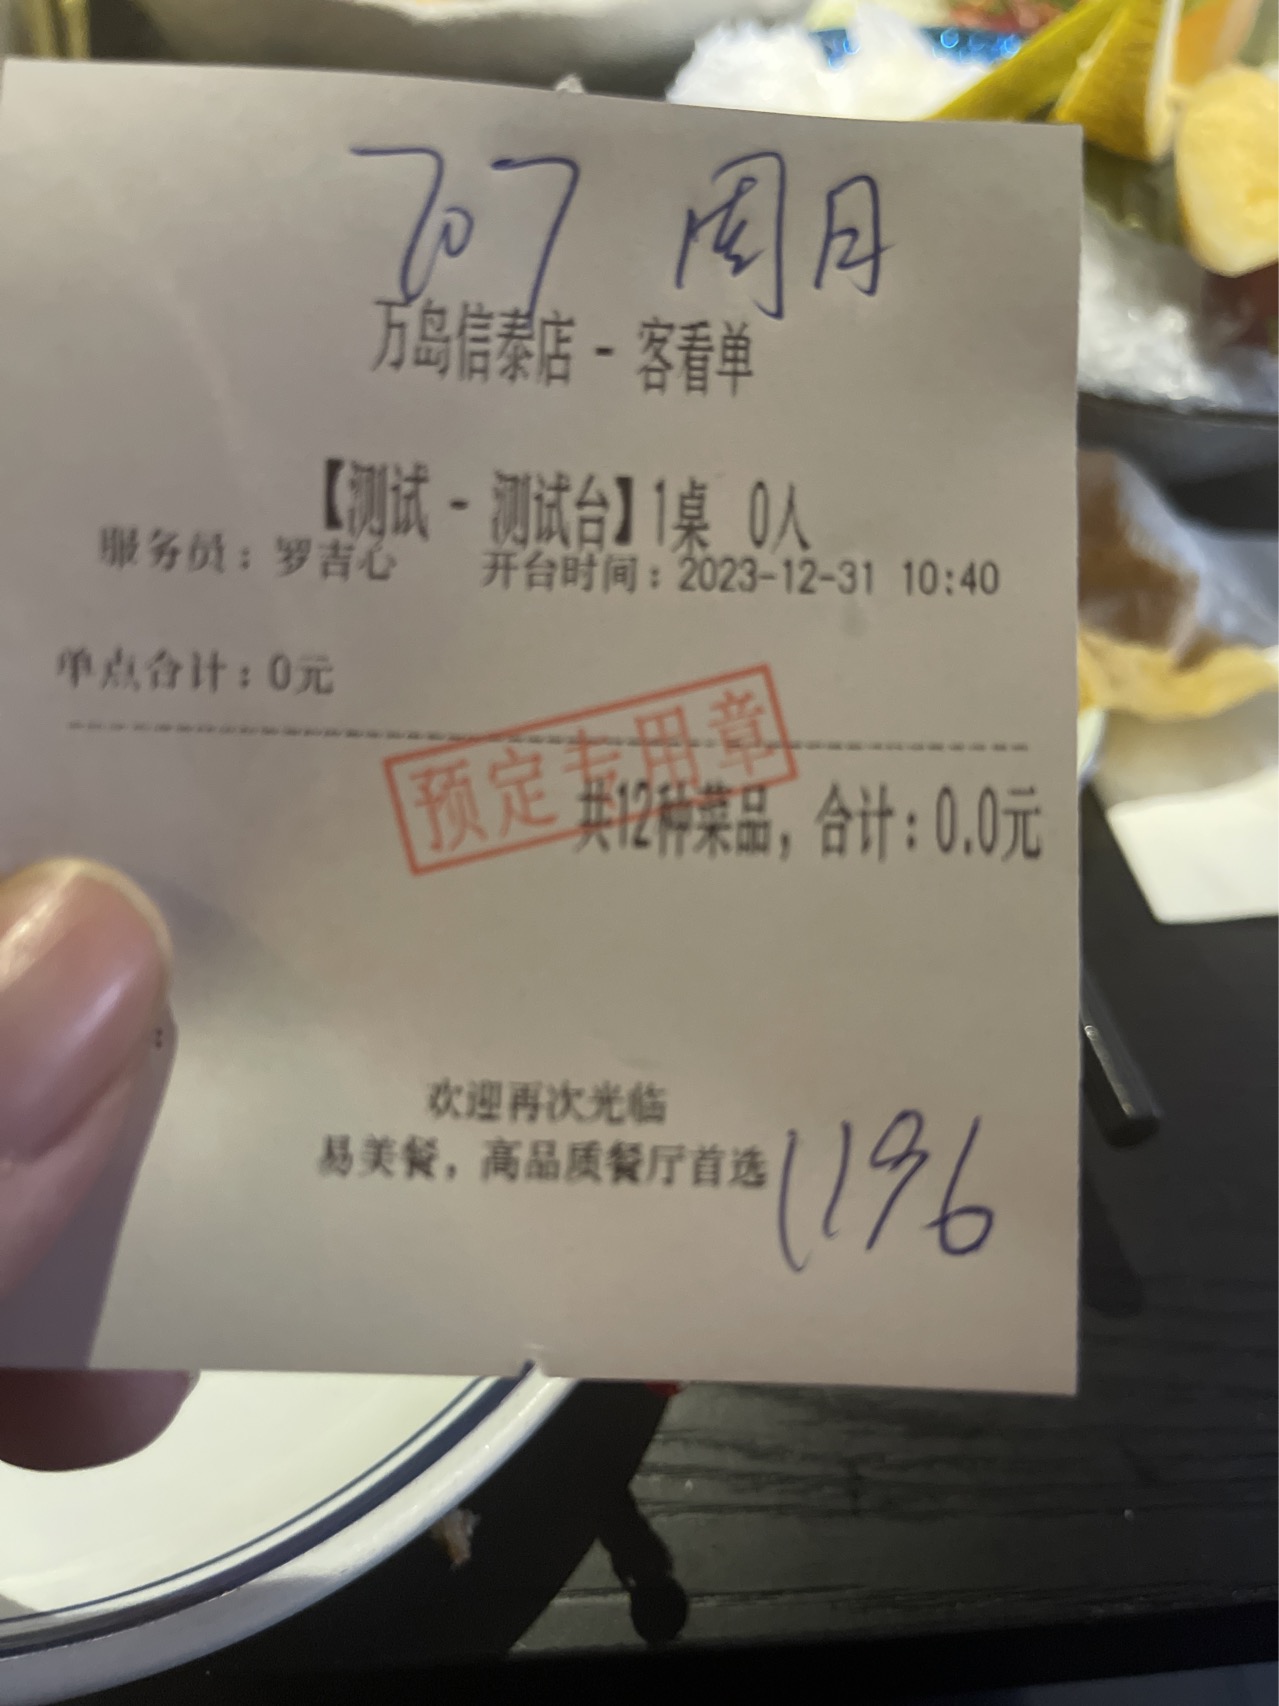 707 周月
万岛信泰店 - 客看单
【测试 - 测试台】1桌 0人
服务员：罗吉心 开台时间：2023-12-31 10:40
单点合计：0元
预定专用章
共12种菜品，合计：0.0元
:
欢迎再次光临
易美餐，高品质餐厅首选
1196